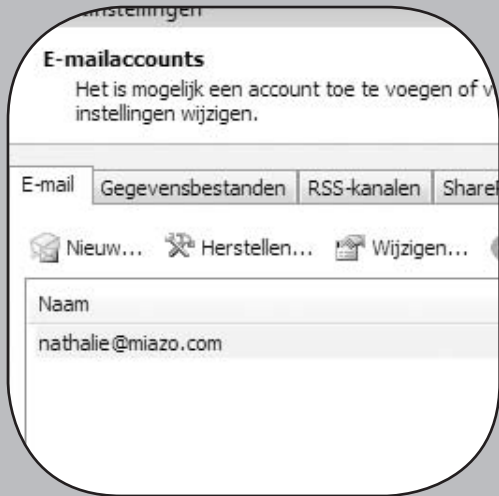 E-mailaccounts
Het is mogelijk een account toe te voegen of
instellingen wijzigen.
E-mail Gegevensbestanden RSS-kanalen
Nieuw... Herstellen... Wijzigen...
Naam
nathalie@miazo.com